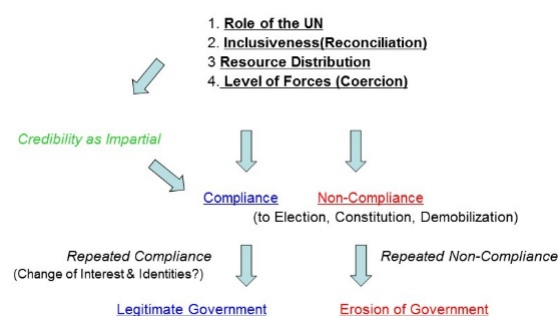 1. Role of the UN
2. Inclusiveness(Reconciliation)
3 Resource Distribution
4. Level of Forces (Coercion)
Credibility as Impartial
Compliance Non-Compliance
(to Election, Constitution, Demobilization)
Repeated Compliance Repeated Non-Compliance
(Change of Interest & Identities?)
Legitimate Government Erosion of Government